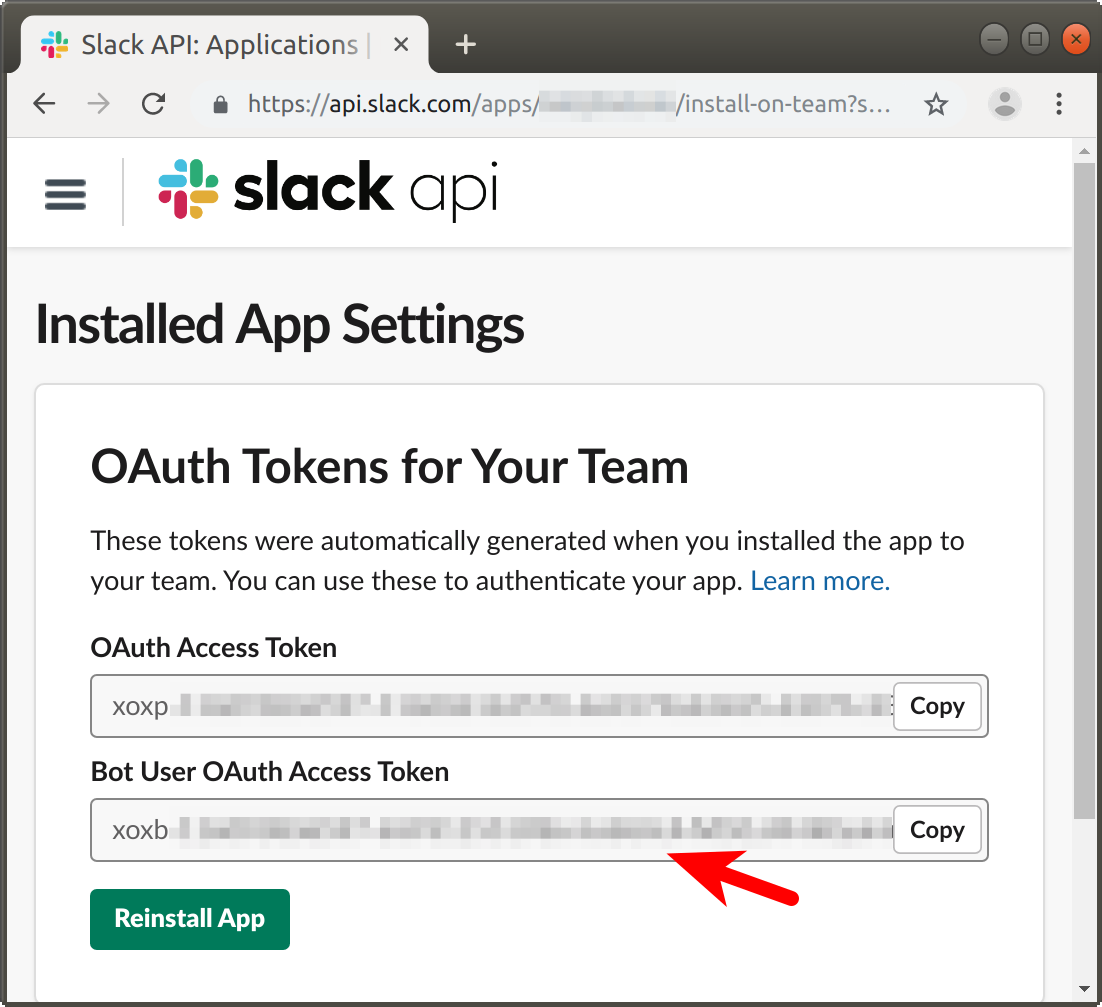 Slack API: Applications |
https://api.slack.com/apps/ /install-on-team?s...
slack api
Installed App Settings
OAuth Tokens for Your Team
These tokens were automatically generated when you installed the app to
your team. You can use these to authenticate your app. Learn more.
OAuth Access Token
xoxp
Copy
Bot User OAuth Access Token
xoxb
Copy
Reinstall App